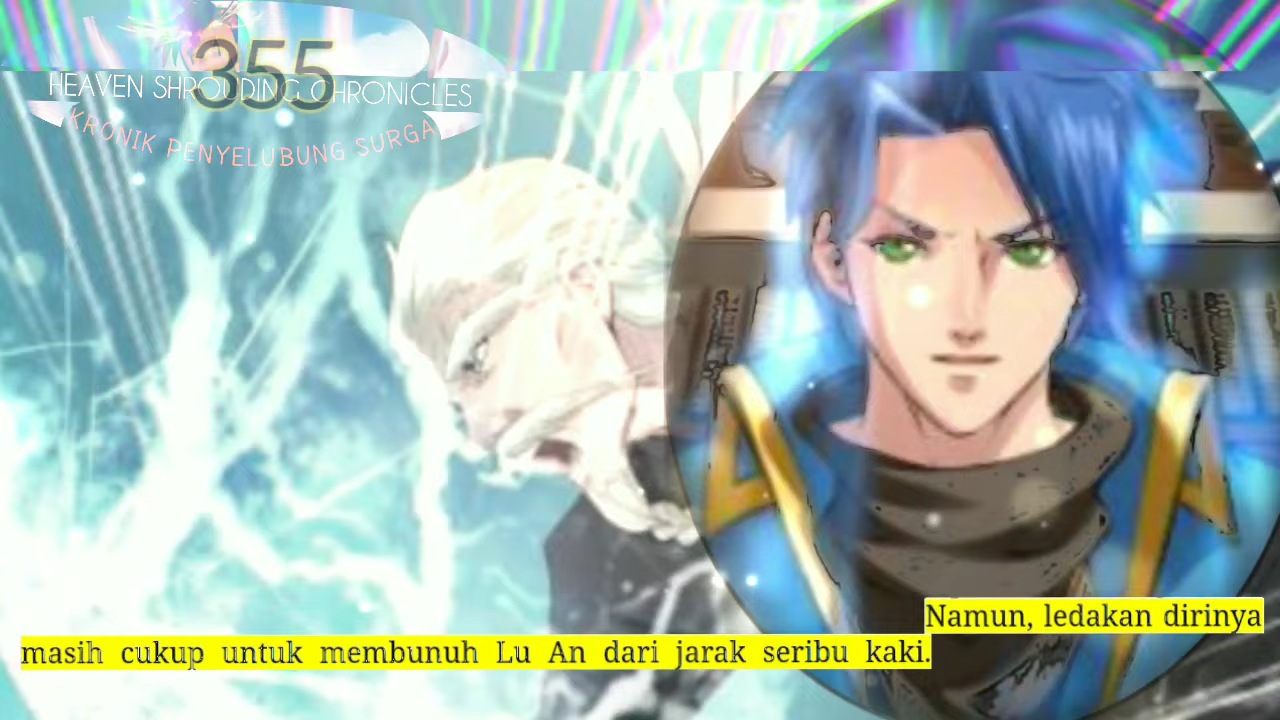 355
HEAVEN SHROUDING CHRONICLES
KRONIK PENYELUBUNG SURGA
Namun, ledakan dirinya
masih cukup untuk membunuh Lu An dari jarak seribu kaki.